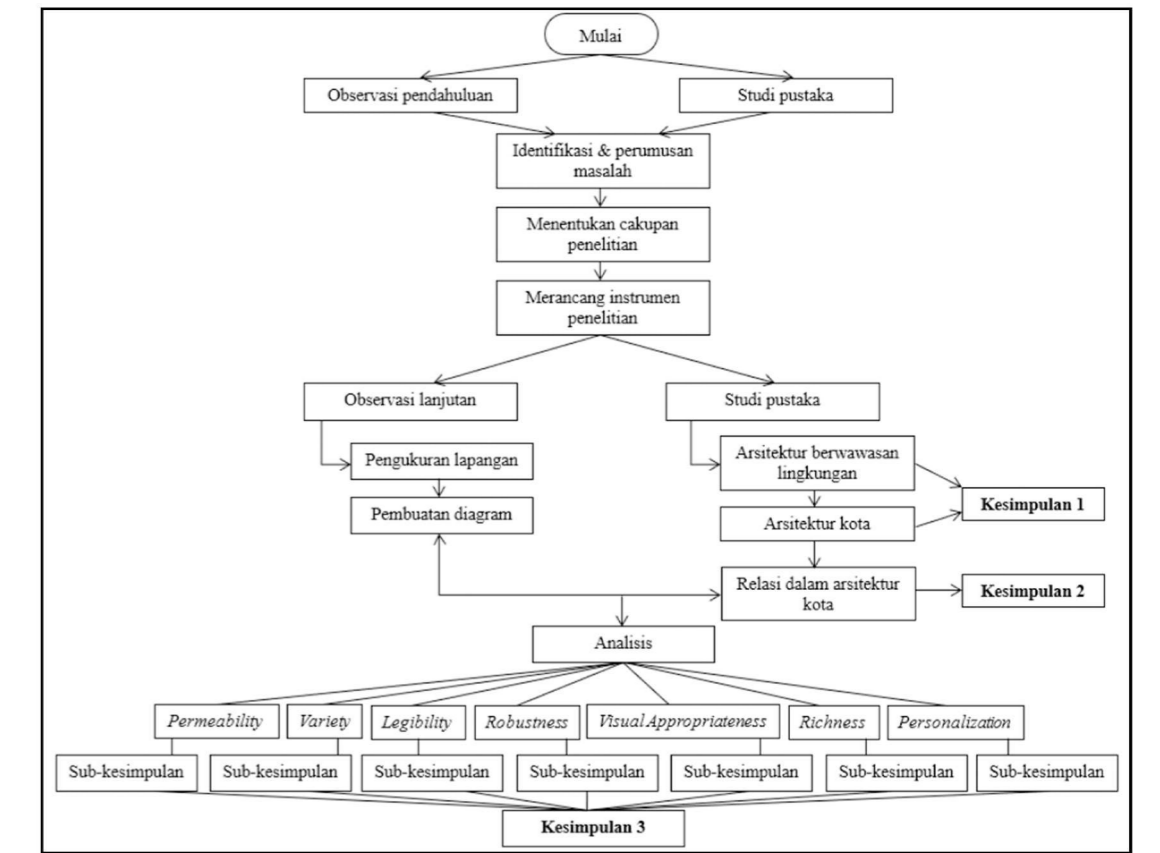 Mulai
Observasi pendahuluan
Studi pustaka
Identifikasi & perumusan
masalah
Menentukan cakupan
penelitian
Merancang instrumen
penelitian
Observasi lanjutan
Studi pustaka
Pengukuran lapangan
Pembuatan diagram
Arsitektur berwawasan
lingkungan
Arsitektur kota
Relasi dalam arsitektur
kota
Kesimpulan 1
Kesimpulan 2
Analisis
Permeability
Variety
Legibility
Robustness
Visual Appropriateness
Richness
Personalization
Sub-kesimpulan
Sub-kesimpulan
Sub-kesimpulan
Sub-kesimpulan
Sub-kesimpulan
Sub-kesimpulan
Sub-kesimpulan
Kesimpulan 3